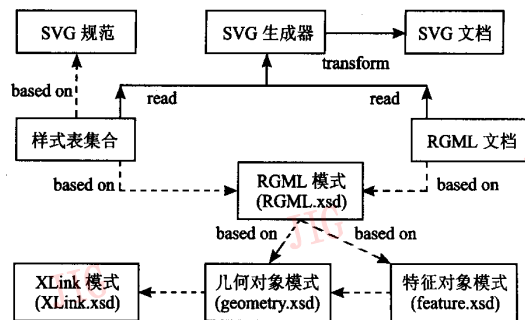 SVG 规范
SVG 生成器
SVG 文档
transform
based on
read
read
样式表集合
RGML 文档
based on
based on
RGML 模式
(RGML.xsd)
based on
based on
XLink 模式
(XLink.xsd)
几何对象模式
(geometry.xsd)
特征对象模式
(feature.xsd)
JIG
JIG